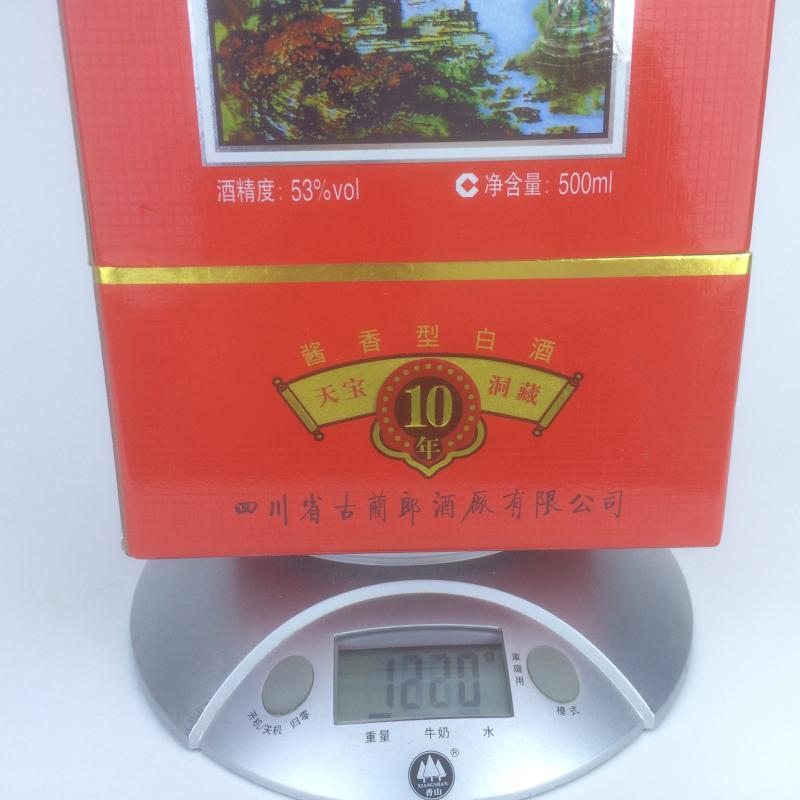 酒精度: 53%vol
净含量: 500ml
酱香型白酒
天宝 洞藏
10
年
四川省古蔺郎酒厂有限公司
1220g
开机/关机 归零
家庭用
模式
重量 牛奶 水
®
XIANGSHAN
香山